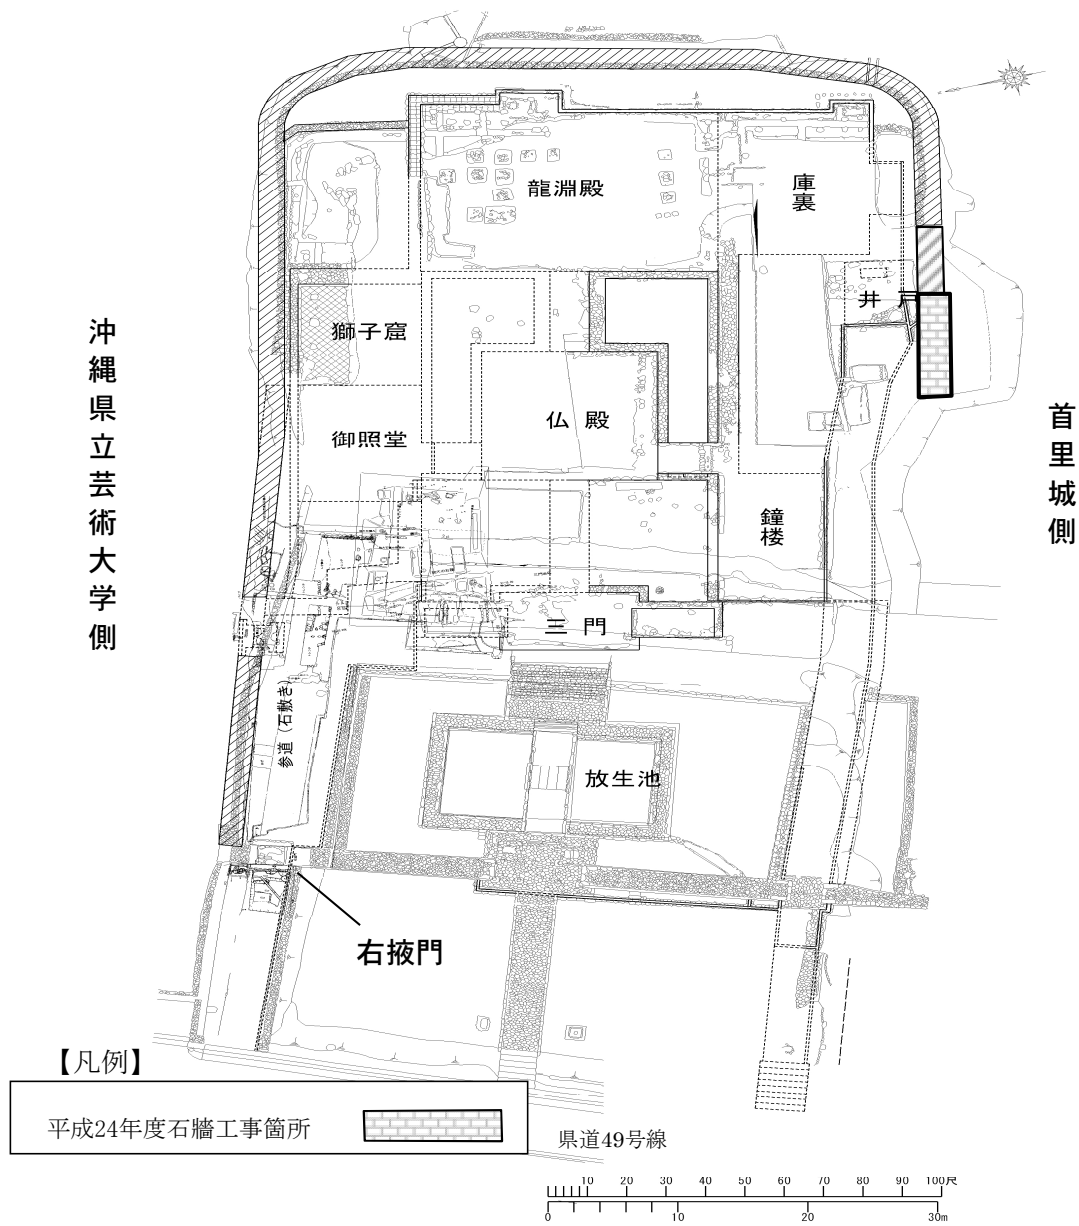 龍淵殿
庫裏
井戸
獅子窟
沖縄県立芸術大学側
首里城側
仏殿
御照堂
鐘楼
三門
参道(石敷き)
放生池
右掖門
【凡例】
平成24年度石牆工事箇所
県道49号線
10 20 30 40 50 60 70 80 90 100尺
0 10 20 30m